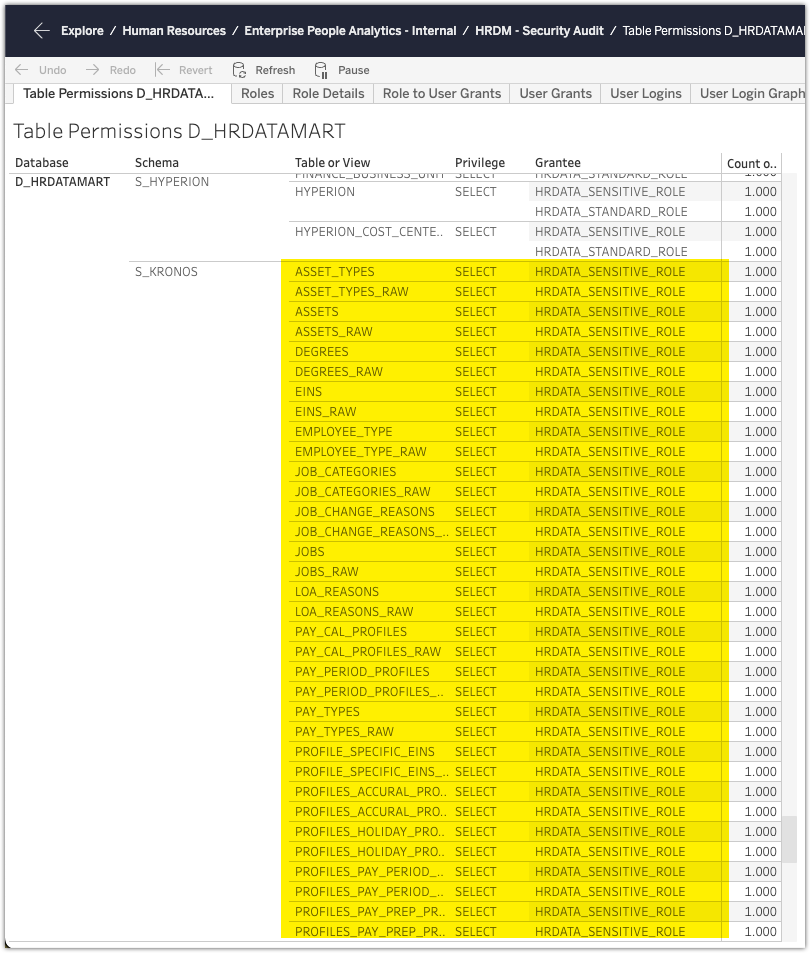 Explore / Human Resources / Enterprise People Analytics - Internal / HRDM - Security Audit / Table Permissions D_HRDATAMA
Undo Redo Revert Refresh Pause
Table Permissions D_HRDATA... Roles Role Details Role to User Grants User Grants User Logins User Login Graph
Table Permissions D_HRDATAMART
Database Schema Table or View Privilege Grantee Count o..
FINANCE_BUSINESS_UNIT SELECT HRDATA_STANDARD_ROLE 1.000
D_HRDATAMART S_HYPERION
HYPERION SELECT HRDATA_SENSITIVE_ROLE 1.000
HRDATA_STANDARD_ROLE 1.000
HYPERION_COST_CENTE.. SELECT HRDATA_SENSITIVE_ROLE 1.000
HRDATA_STANDARD_ROLE 1.000
S_KRONOS ASSET_TYPES SELECT HRDATA_SENSITIVE_ROLE 1.000
ASSET_TYPES_RAW SELECT HRDATA_SENSITIVE_ROLE 1.000
ASSETS SELECT HRDATA_SENSITIVE_ROLE 1.000
ASSETS_RAW SELECT HRDATA_SENSITIVE_ROLE 1.000
DEGREES SELECT HRDATA_SENSITIVE_ROLE 1.000
DEGREES_RAW SELECT HRDATA_SENSITIVE_ROLE 1.000
EINS SELECT HRDATA_SENSITIVE_ROLE 1.000
EINS_RAW SELECT HRDATA_SENSITIVE_ROLE 1.000
EMPLOYEE_TYPE SELECT HRDATA_SENSITIVE_ROLE 1.000
EMPLOYEE_TYPE_RAW SELECT HRDATA_SENSITIVE_ROLE 1.000
JOB_CATEGORIES SELECT HRDATA_SENSITIVE_ROLE 1.000
JOB_CATEGORIES_RAW SELECT HRDATA_SENSITIVE_ROLE 1.000
JOB_CHANGE_REASONS SELECT HRDATA_SENSITIVE_ROLE 1.000
JOB_CHANGE_REASONS_.. SELECT HRDATA_SENSITIVE_ROLE 1.000
JOBS SELECT HRDATA_SENSITIVE_ROLE 1.000
JOBS_RAW SELECT HRDATA_SENSITIVE_ROLE 1.000
LOA_REASONS SELECT HRDATA_SENSITIVE_ROLE 1.000
LOA_REASONS_RAW SELECT HRDATA_SENSITIVE_ROLE 1.000
PAY_CAL_PROFILES SELECT HRDATA_SENSITIVE_ROLE 1.000
PAY_CAL_PROFILES_RAW SELECT HRDATA_SENSITIVE_ROLE 1.000
PAY_PERIOD_PROFILES SELECT HRDATA_SENSITIVE_ROLE 1.000
PAY_PERIOD_PROFILES_.. SELECT HRDATA_SENSITIVE_ROLE 1.000
PAY_TYPES SELECT HRDATA_SENSITIVE_ROLE 1.000
PAY_TYPES_RAW SELECT HRDATA_SENSITIVE_ROLE 1.000
PROFILE_SPECIFIC_EINS SELECT HRDATA_SENSITIVE_ROLE 1.000
PROFILE_SPECIFIC_EINS_.. SELECT HRDATA_SENSITIVE_ROLE 1.000
PROFILES_ACCURAL_PRO.. SELECT HRDATA_SENSITIVE_ROLE 1.000
PROFILES_ACCURAL_PRO.. SELECT HRDATA_SENSITIVE_ROLE 1.000
PROFILES_HOLIDAY_PRO.. SELECT HRDATA_SENSITIVE_ROLE 1.000
PROFILES_HOLIDAY_PRO.. SELECT HRDATA_SENSITIVE_ROLE 1.000
PROFILES_PAY_PERIOD_.. SELECT HRDATA_SENSITIVE_ROLE 1.000
PROFILES_PAY_PERIOD_.. SELECT HRDATA_SENSITIVE_ROLE 1.000
PROFILES_PAY_PREP_PR.. SELECT HRDATA_SENSITIVE_ROLE 1.000
PROFILES_PAY_PREP_PR.. SELECT HRDATA_SENSITIVE_ROLE 1.000